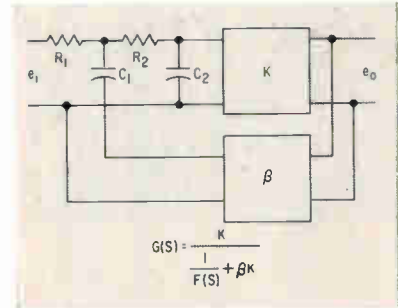 R₁ R₂
C₁ C₂
K
e₁ e₀
β
G(S) = K / (1/F(S) + βK)